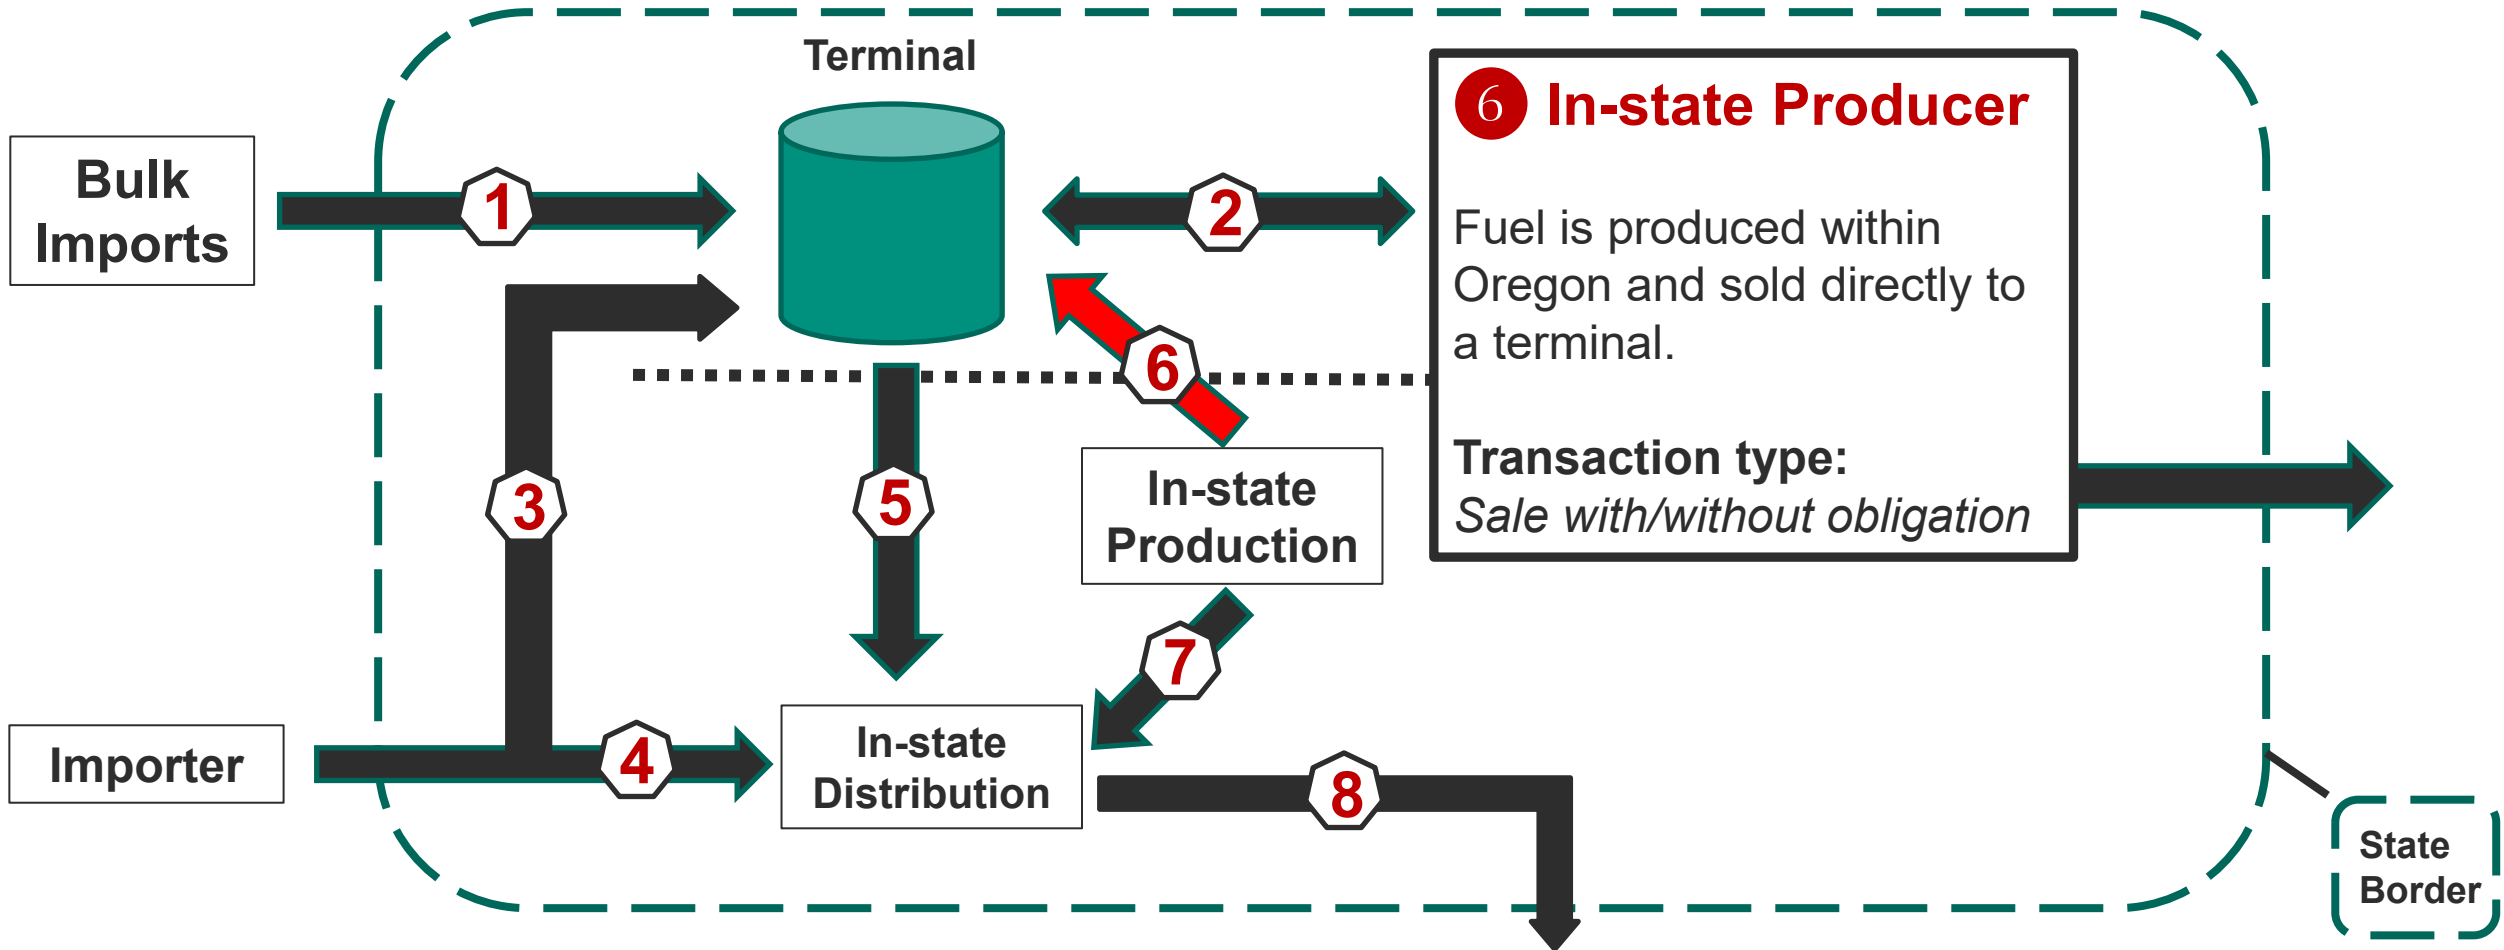 Terminal
Bulk
Imports
1
2
3
4
5
6
7
8
❻ In-state Producer
Fuel is produced within
Oregon and sold directly to
a terminal.
Transaction type:
Sale with/without obligation
In-state
Production
Importer
In-state
Distribution
State
Border